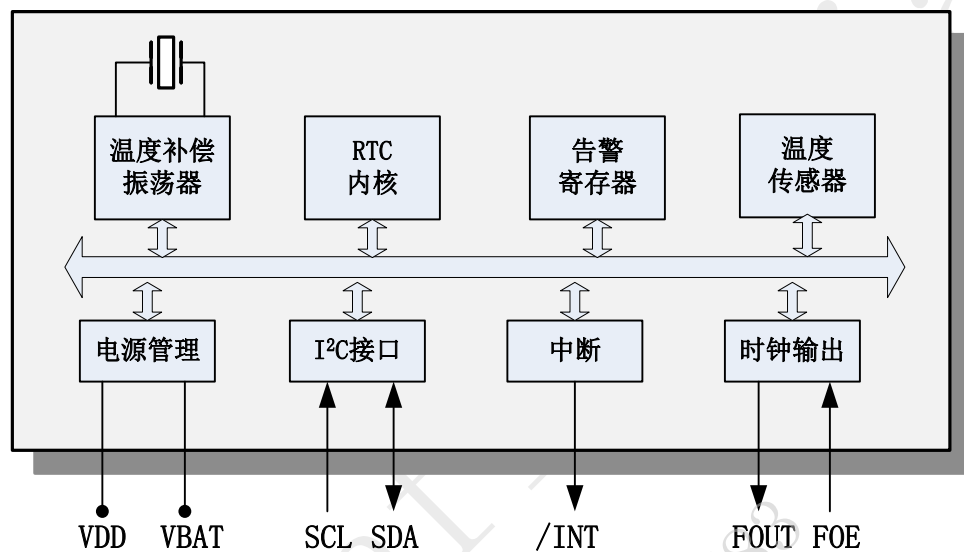 温度补偿
振荡器
RTC
内核
告警
寄存器
温度
传感器
电源管理
I²C接口
中断
时钟输出
VDD
VBAT
SCL
SDA
/INT
FOUT
FOE